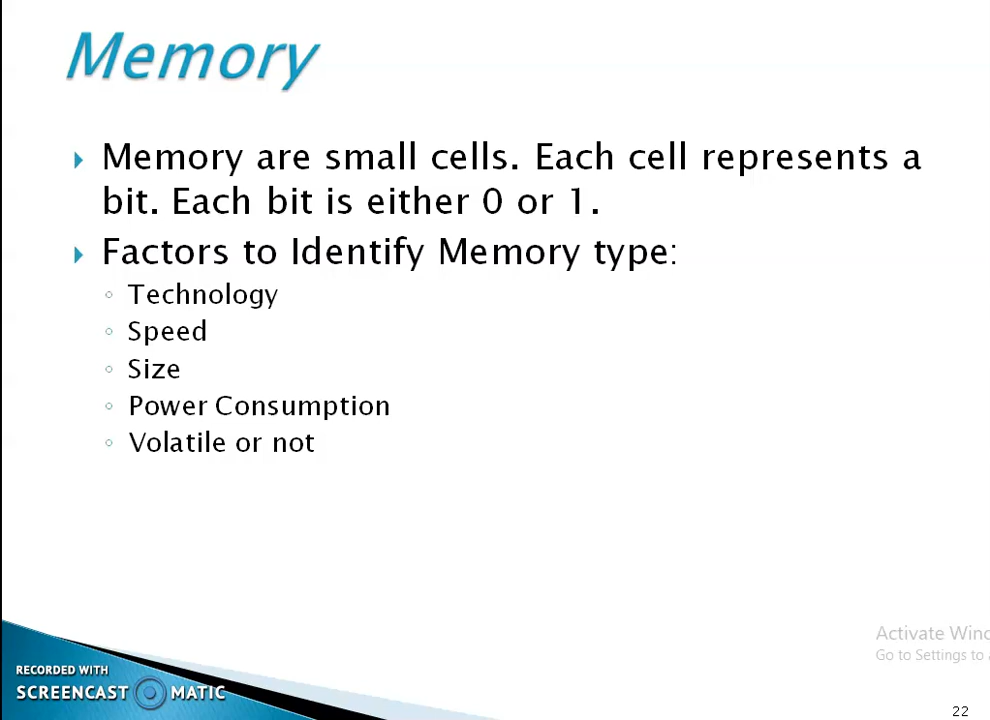 Memory
Memory are small cells. Each cell represents a
bit. Each bit is either 0 or 1.
Factors to Identify Memory type:
Technology
Speed
Size
Power Consumption
Volatile or not
Activate Winc
Go to Settings to
RECORDED WITH
SCREENCAST MATIC
22